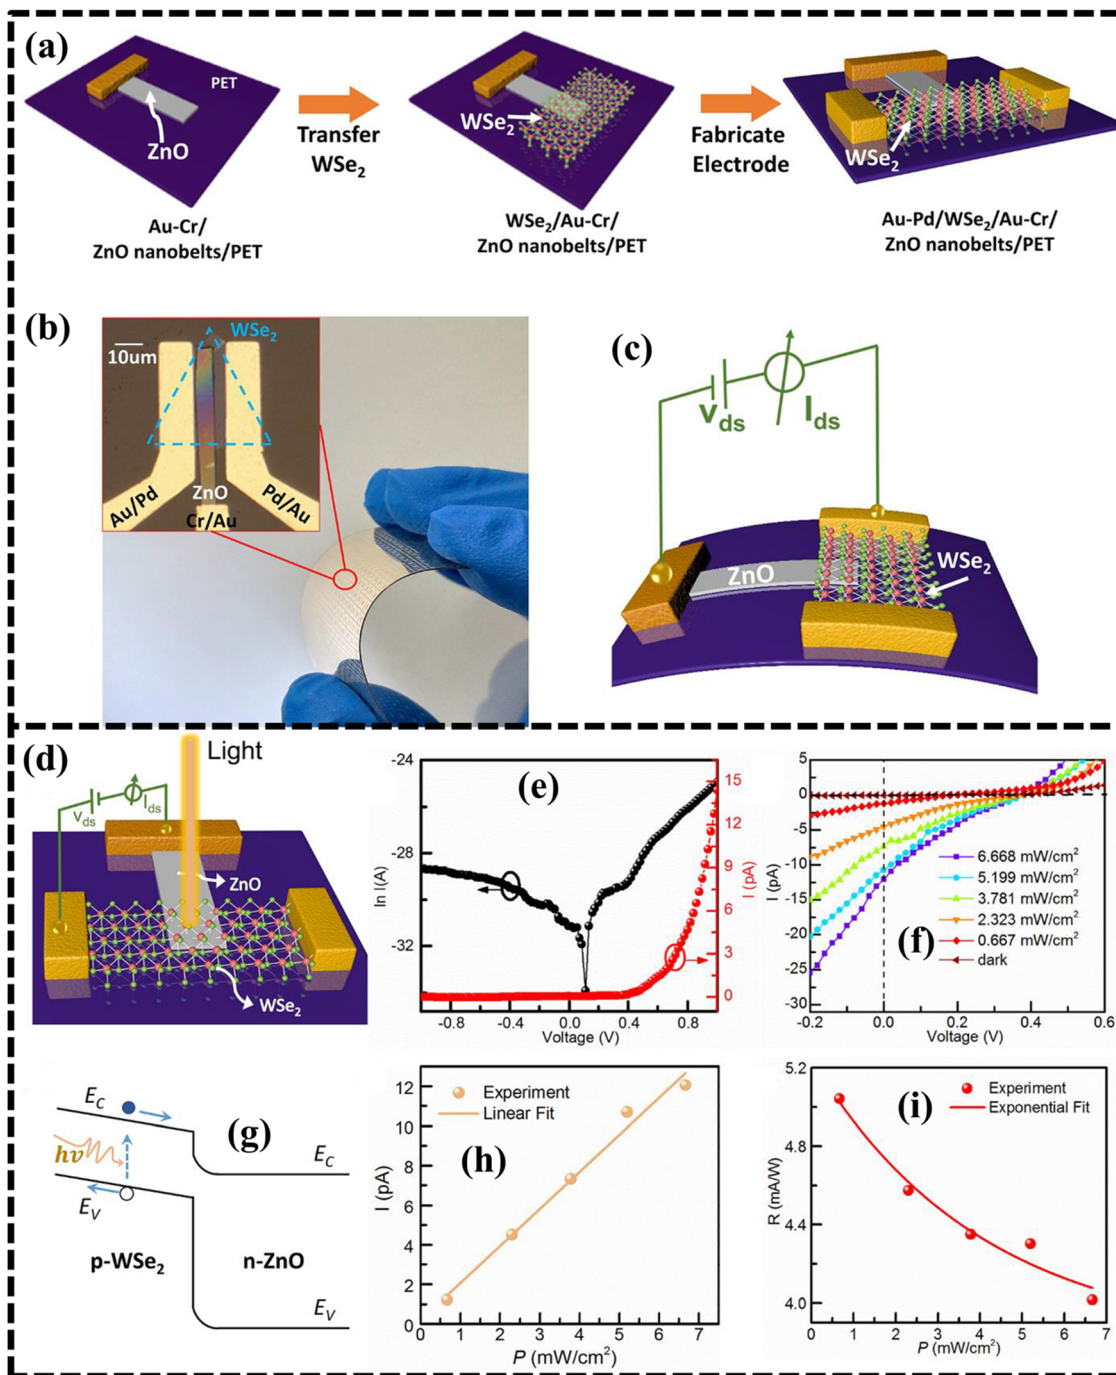 (a)
PET
ZnO
Transfer
WSe2
WSe2
Fabricate
Electrode
WSe2
Au-Cr/
ZnO nanobelts/PET
WSe2/Au-Cr/
ZnO nanobelts/PET
Au-Pd/WSe2/Au-Cr/
ZnO nanobelts/PET
(b)
WSe2
10um
Au/Pd
ZnO
Pd/Au
Cr/Au
(c)
Vds
Ids
ZnO
WSe2
(d)
Light
Vds
Ids
ZnO
WSe2
(e)
-24
-28
-32
ln I(A)
15
12
9
6
3
0
I (pA)
-0.8 -0.4 0.0 0.4 0.8
Voltage (V)
(f)
5
0
-5
-10
-15
-20
-25
-30
I (pA)
6.668 mW/cm2
5.199 mW/cm2
3.781 mW/cm2
2.323 mW/cm2
0.667 mW/cm2
dark
-0.2 0.0 0.2 0.4 0.6
Voltage (V)
(g)
EC
hν
EV
EC
p-WSe2
n-ZnO
EV
(h)
12
10
8
6
4
2
0
I (pA)
Experiment
Linear Fit
0 1 2 3 4 5 6 7
P (mW/cm2)
(i)
5.2
4.8
4.4
4.0
R (mA/W)
Experiment
Exponential Fit
0 1 2 3 4 5 6 7
P (mW/cm2)